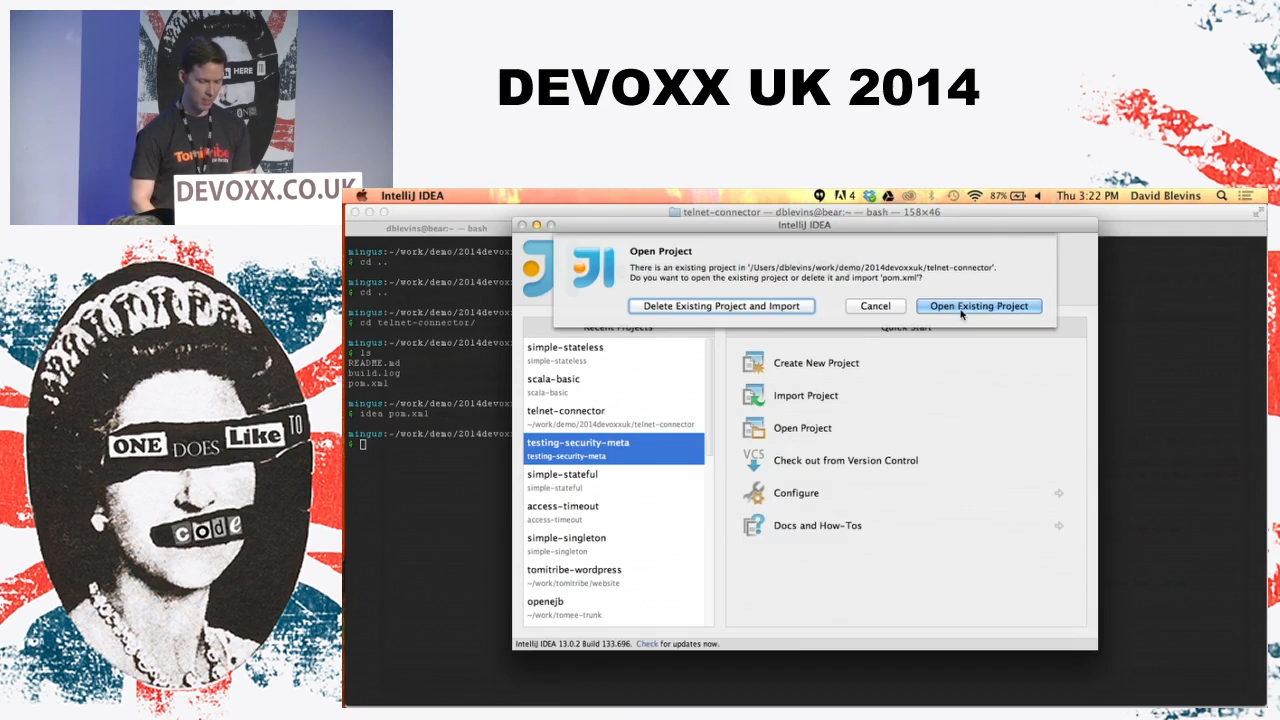 DEVOXX UK 2014
HERE
DEVOXX.CO.UK
ONE DOES Like TO
code
IntelliJ IDEA
4
87%
Thu 3:22 PM
David Blevins
telnet-connector — dblevins@bear:~ — bash — 158×46
dblevins@bear:~ — bash
IntelliJ IDEA
mingus:~/work/demo/2014devox
$ cd ..
mingus:~/work/demo/2014devox
$ cd ..
mingus:~/work/demo/2014devox
$ cd telnet-connector/
mingus:~/work/demo/2014devox
$ ls
README.md
build.log
pom.xml
mingus:~/work/demo/2014devox
$ idea pom.xml
mingus:~/work/demo/2014devox
$
Open Project
There is an existing project in '/Users/dblevins/work/demo/2014devoxxuk/telnet-connector'.
Do you want to open the existing project or delete it and import 'pom.xml'?
Delete Existing Project and Import
Cancel
Open Existing Project
Recent Projects
simple-stateless
simple-stateless
scala-basic
scala-basic
telnet-connector
~/work/demo/2014devoxxuk/telnet-connector
testing-security-meta
testing-security-meta
simple-stateful
simple-stateful
access-timeout
access-timeout
simple-singleton
simple-singleton
tomitribe-wordpress
~/work/tomitribe/website
openejb
~/work/tomee-trunk
Quick Start
Create New Project
Import Project
Open Project
VCS
Check out from Version Control
Configure
Docs and How-Tos
IntelliJ IDEA 13.0.2 Build 133.696. Check for updates now.